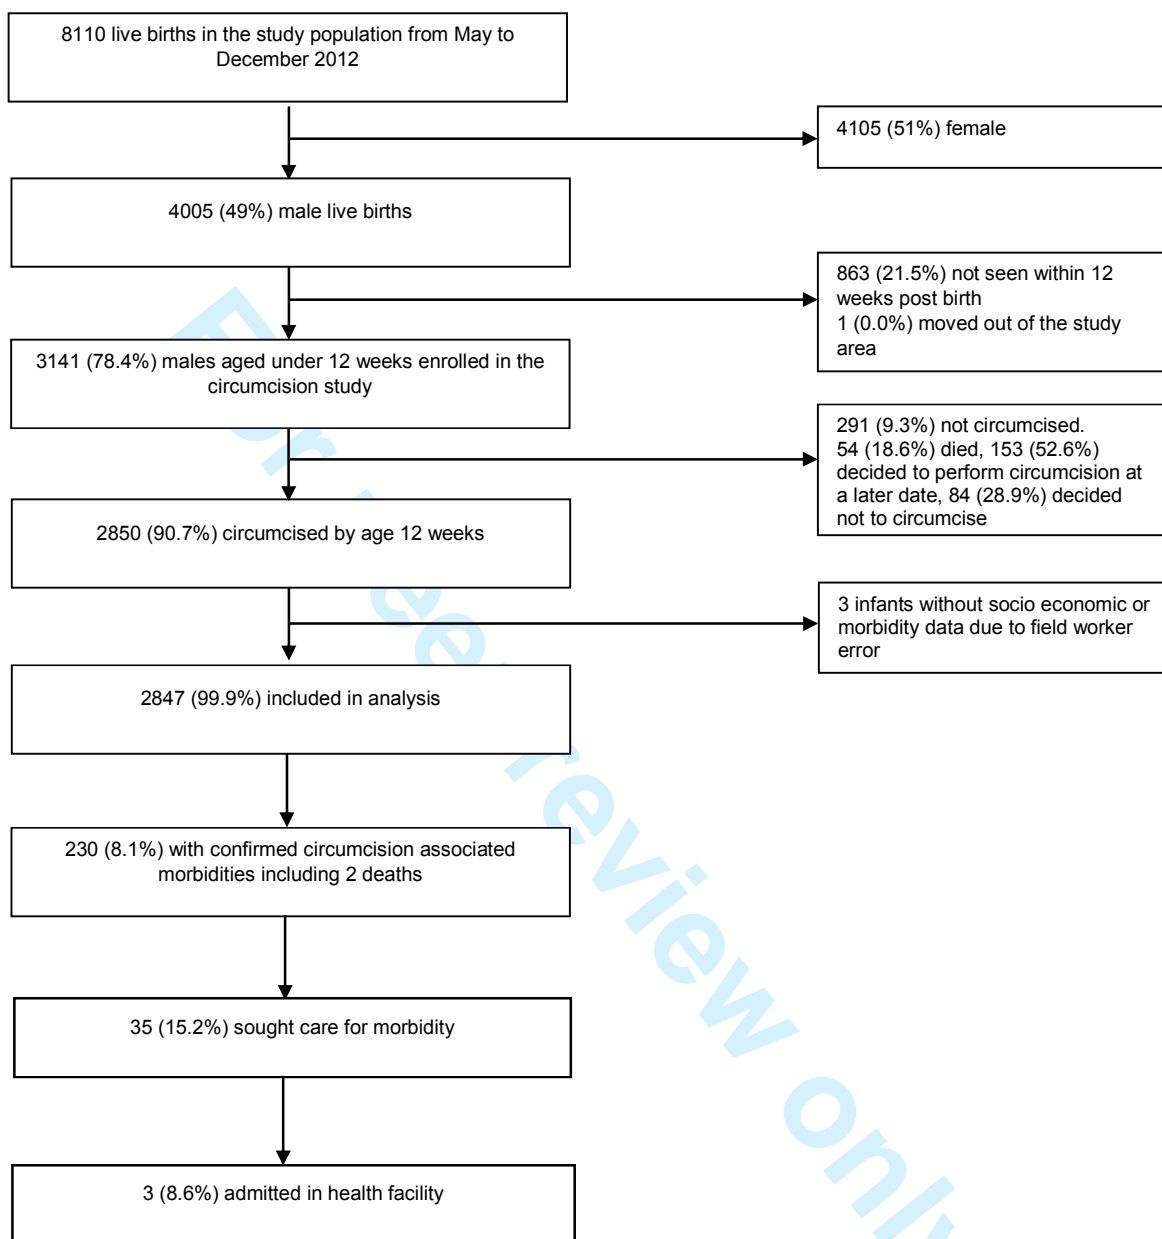 8110 live births in the study population from May to
December 2012
4105 (51%) female
4005 (49%) male live births
863 (21.5%) not seen within 12
weeks post birth
1 (0.0%) moved out of the study
area
3141 (78.4%) males aged under 12 weeks enrolled in the
circumcision study
291 (9.3%) not circumcised.
54 (18.6%) died, 153 (52.6%)
decided to perform circumcision at
a later date, 84 (28.9%) decided
not to circumcise
2850 (90.7%) circumcised by age 12 weeks
3 infants without socio economic or
morbidity data due to field worker
error
2847 (99.9%) included in analysis
230 (8.1%) with confirmed circumcision associated
morbidities including 2 deaths
35 (15.2%) sought care for morbidity
3 (8.6%) admitted in health facility
For peer review only